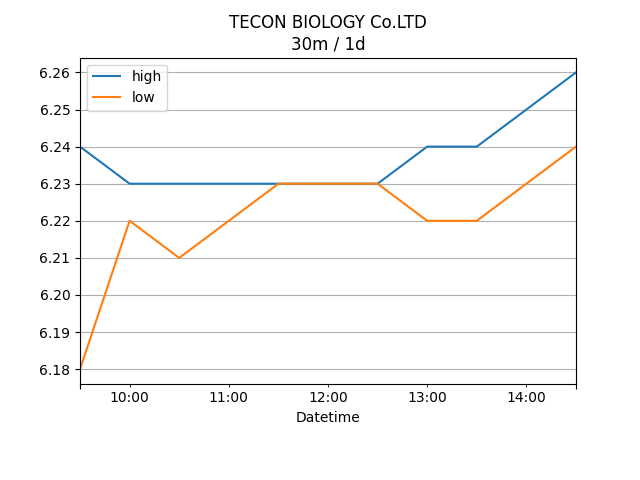 TECON BIOLOGY Co.LTD
30m / 1d
high
low
6.26
6.25
6.24
6.23
6.22
6.21
6.20
6.19
6.18
10:00 11:00 12:00 13:00 14:00
Datetime